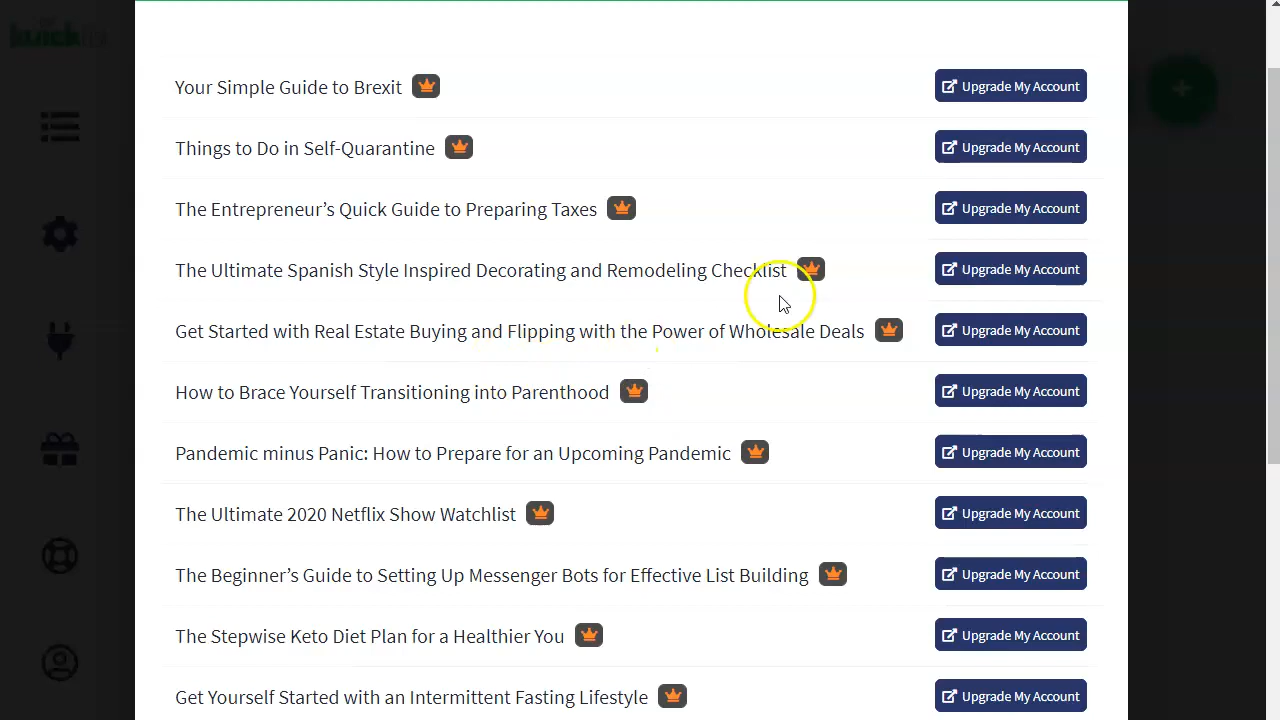 Your Simple Guide to Brexit Upgrade My Account
Things to Do in Self-Quarantine Upgrade My Account
The Entrepreneur’s Quick Guide to Preparing Taxes Upgrade My Account
The Ultimate Spanish Style Inspired Decorating and Remodeling Checklist Upgrade My Account
Get Started with Real Estate Buying and Flipping with the Power of Wholesale Deals Upgrade My Account
How to Brace Yourself Transitioning into Parenthood Upgrade My Account
Pandemic minus Panic: How to Prepare for an Upcoming Pandemic Upgrade My Account
The Ultimate 2020 Netflix Show Watchlist Upgrade My Account
The Beginner’s Guide to Setting Up Messenger Bots for Effective List Building Upgrade My Account
The Stepwise Keto Diet Plan for a Healthier You Upgrade My Account
Get Yourself Started with an Intermittent Fasting Lifestyle Upgrade My Account